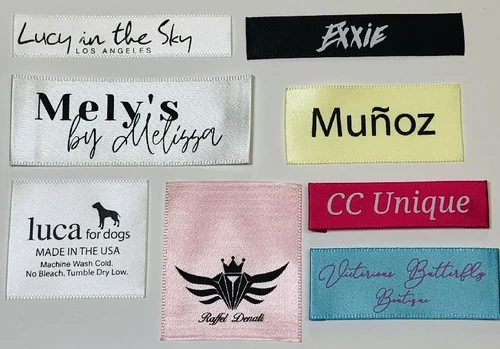 Lucy in the Sky
LOS ANGELES
EXXIE
Mely's
by Melissa
Muñoz
luca for dogs
MADE IN THE USA
Machine Wash Cold.
No Bleach. Tumble Dry Low.
Raffel Denali
CC Unique
Victorious Butterfly
Boutique